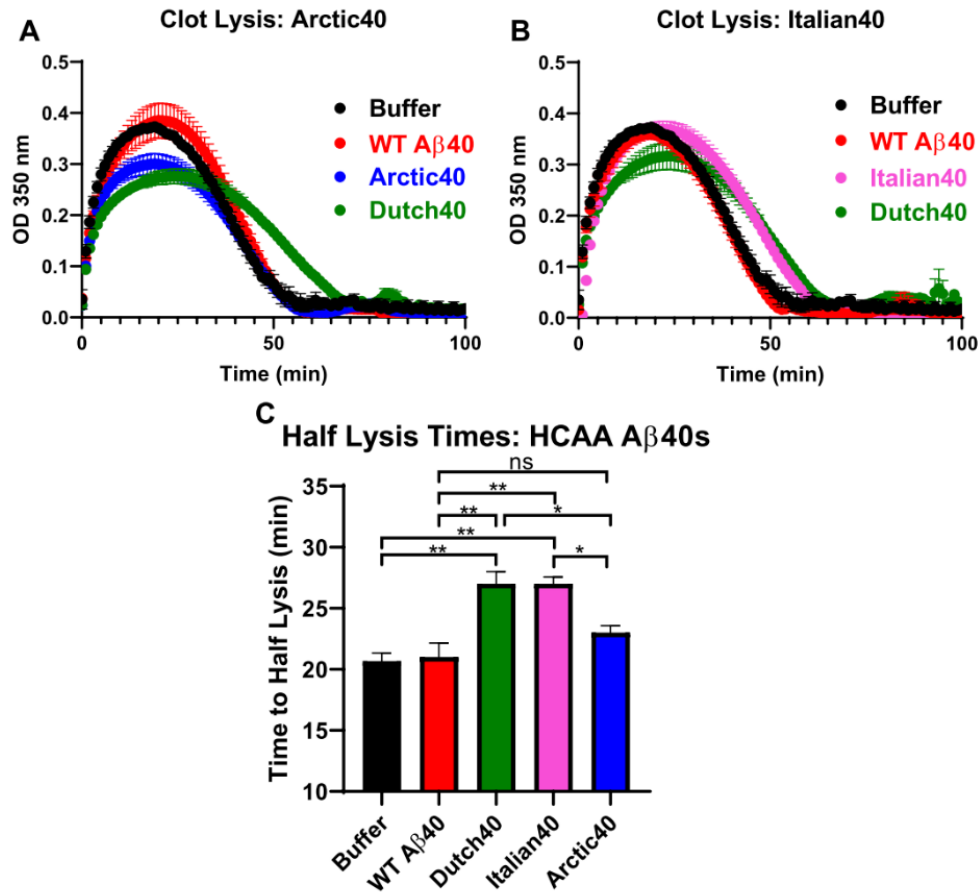 A
Clot Lysis: Arctic40
0.5
0.4
0.3
0.2
0.1
0.0
OD 350 nm
Buffer
WT Aβ40
Arctic40
Dutch40
0
50
100
Time (min)
B
Clot Lysis: Italian40
0.5
0.4
0.3
0.2
0.1
0.0
OD 350 nm
Buffer
WT Aβ40
Italian40
Dutch40
0
50
100
Time (min)
C
Half Lysis Times: HCAA Aβ40s
ns
**
**
*
**
**
*
35
30
25
20
15
10
Time to Half Lysis (min)
Buffer
WT Aβ40
Dutch40
Italian40
Arctic40